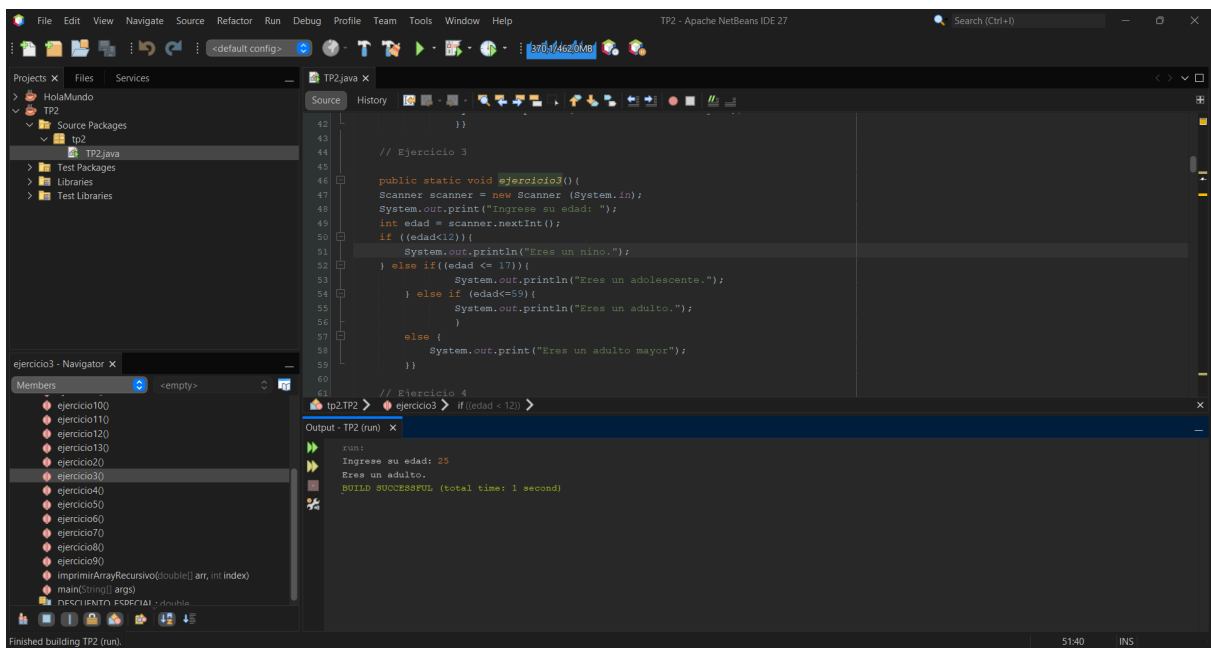 File Edit View Navigate Source Refactor Run Debug Profile Team Tools Window Help TP2 - Apache NetBeans IDE 27 Search (Ctrl+I)
<default config> 370,1/462,0MB
Projects Files Services
HolaMundo
TP2
Source Packages
tp2
TP2.java
Test Packages
Libraries
Test Libraries
ejercicio3 - Navigator
Members <empty>
ejercicio10()
ejercicio11()
ejercicio12()
ejercicio13()
ejercicio2()
ejercicio3()
ejercicio4()
ejercicio5()
ejercicio6()
ejercicio7()
ejercicio8()
ejercicio9()
imprimirArrayRecursivo(double[] arr, int index)
main(String[] args)
DESCUENTO_ESPECIAL : double
TP2.java
Source History
42 }}
43
44 // Ejercicio 3
45
46 public static void ejercicio3(){
47 Scanner scanner = new Scanner (System.in);
48 System.out.print("Ingrese su edad: ");
49 int edad = scanner.nextInt();
50 if ((edad<12)){
51 System.out.println("Eres un nino.");
52 } else if((edad <= 17)){
53 System.out.println("Eres un adolescente.");
54 } else if (edad<=59){
55 System.out.println("Eres un adulto.");
56 }
57 else {
58 System.out.print("Eres un adulto mayor");
59 }}
60
61 // Ejercicio 4
tp2.TP2 ejercicio3 if ((edad < 12))
Output - TP2 (run)
run:
Ingrese su edad: 25
Eres un adulto.
BUILD SUCCESSFUL (total time: 1 second)
Finished building TP2 (run). 51:40 INS